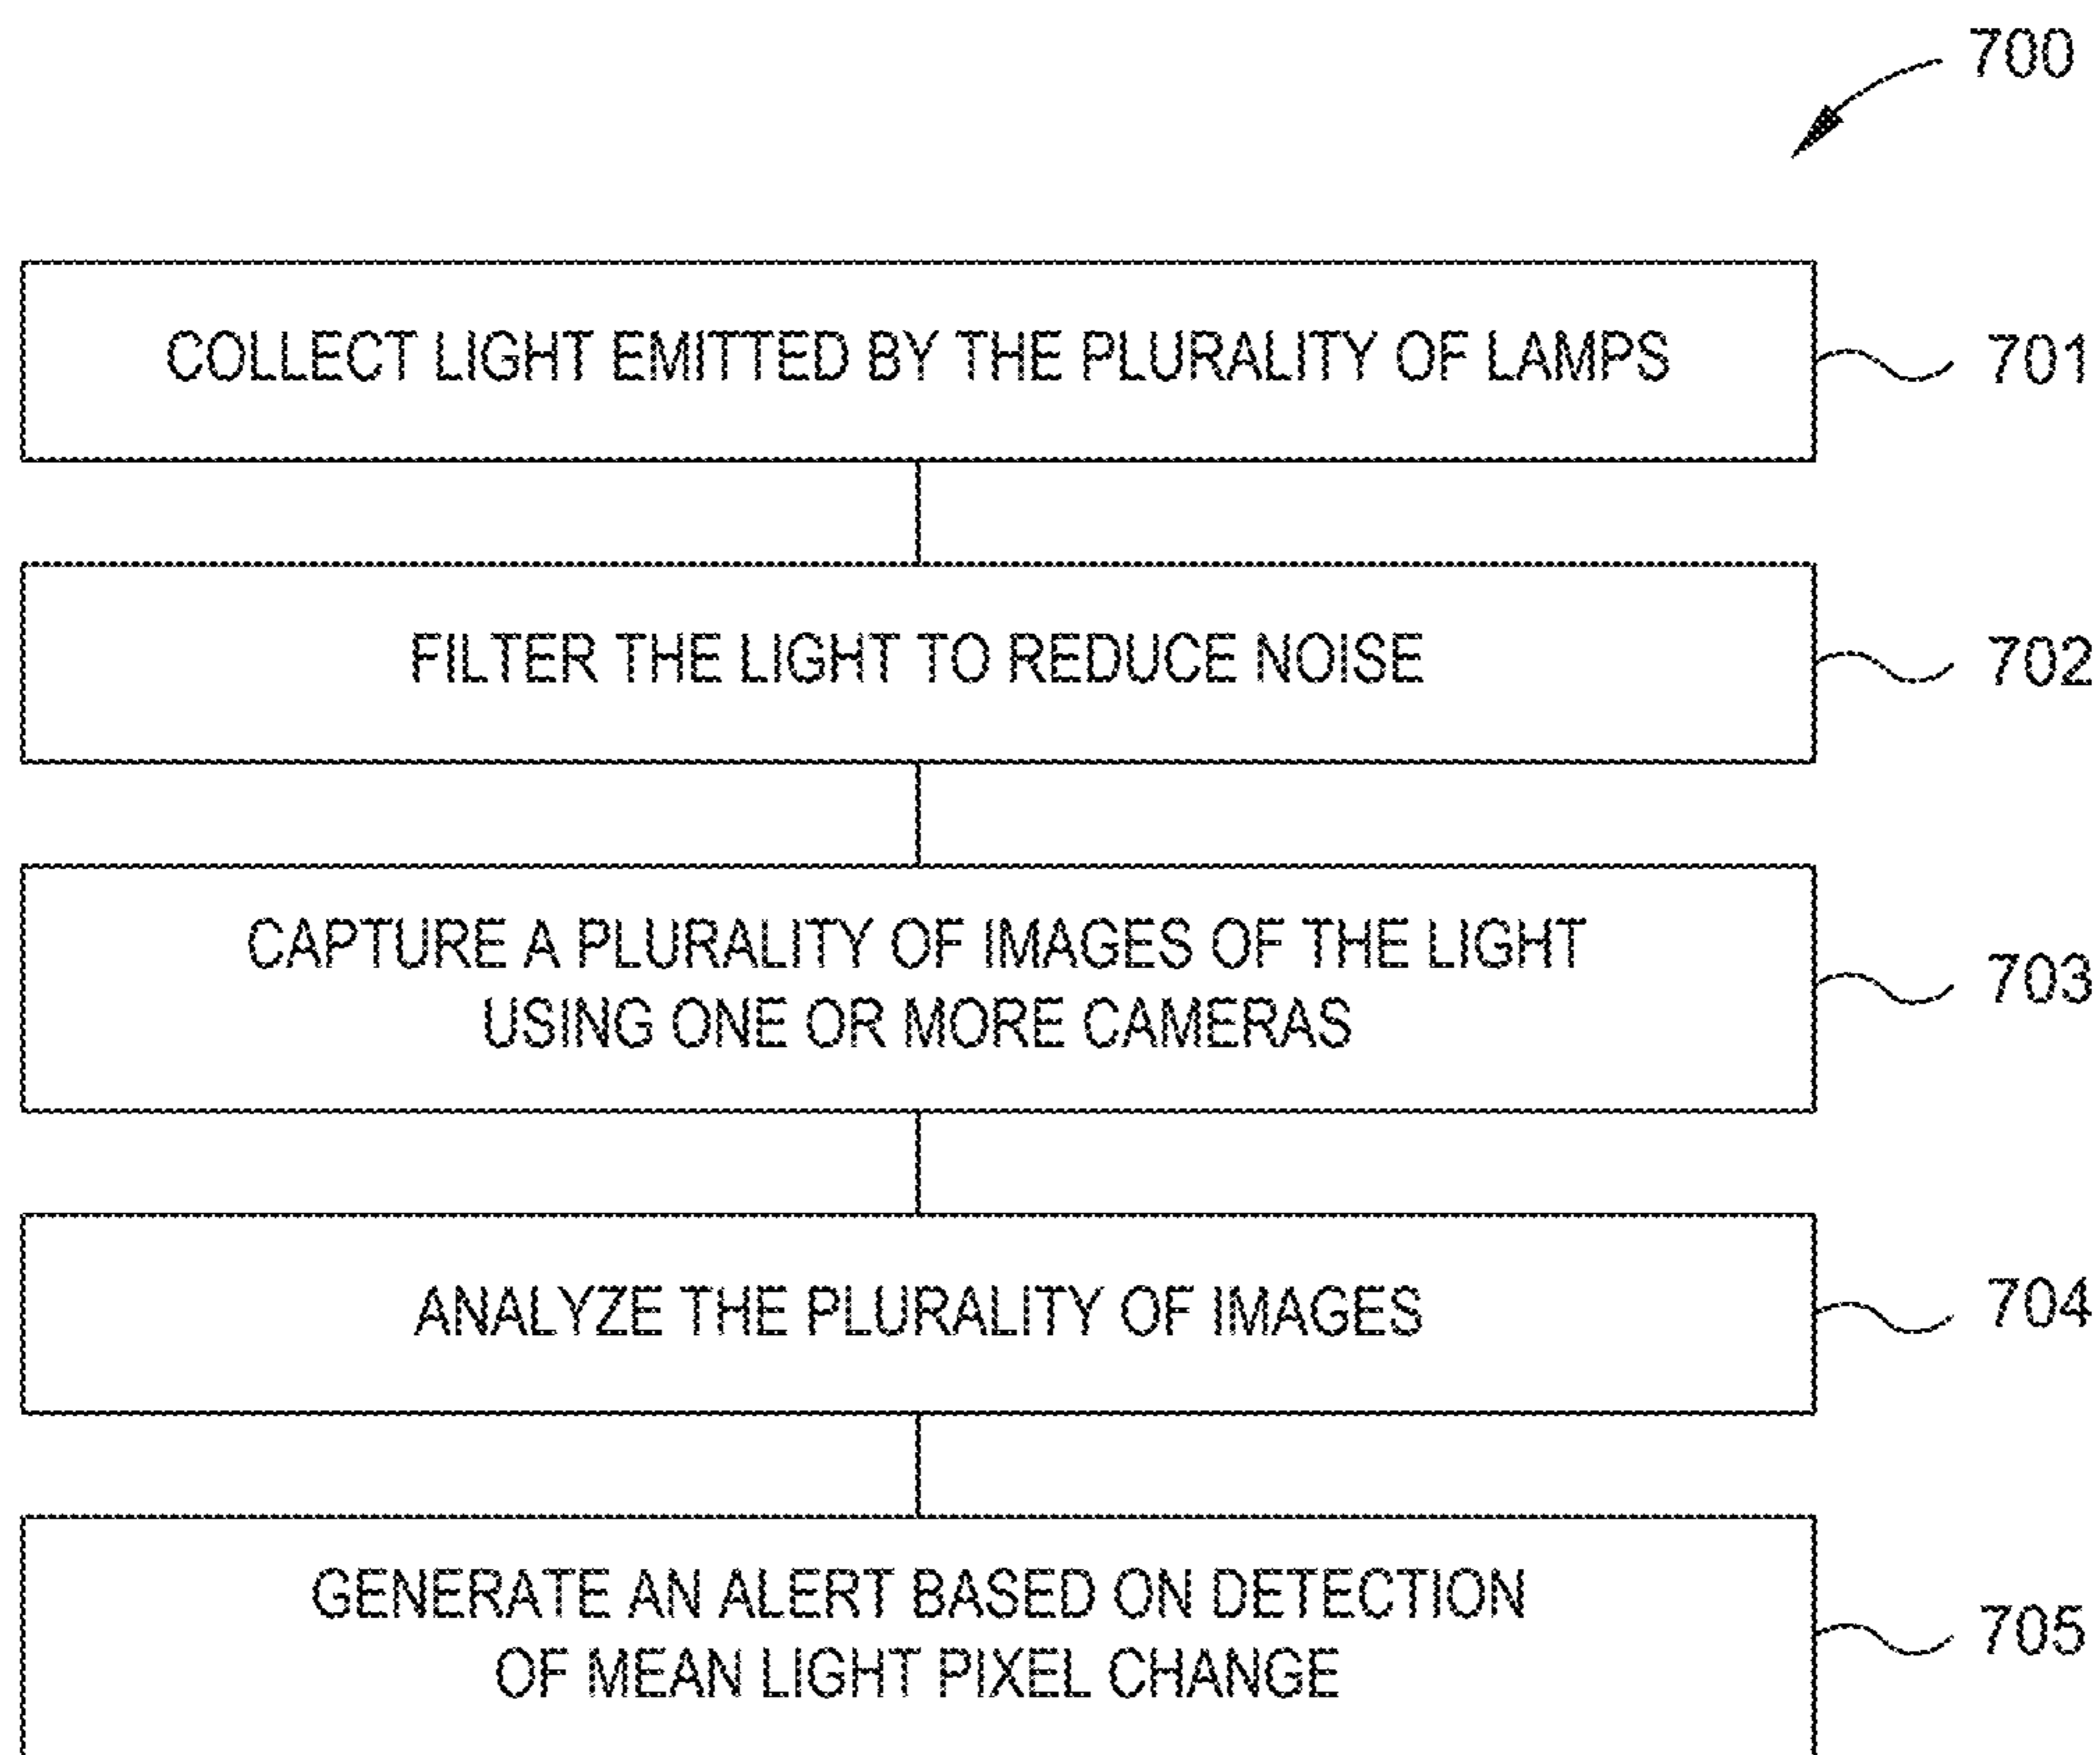 700
COLLECT LIGHT EMITTED BY THE PLURALITY OF LAMPS
701
FILTER THE LIGHT TO REDUCE NOISE
702
CAPTURE A PLURALITY OF IMAGES OF THE LIGHT
USING ONE OR MORE CAMERAS
703
ANALYZE THE PLURALITY OF IMAGES
704
GENERATE AN ALERT BASED ON DETECTION
OF MEAN LIGHT PIXEL CHANGE
705